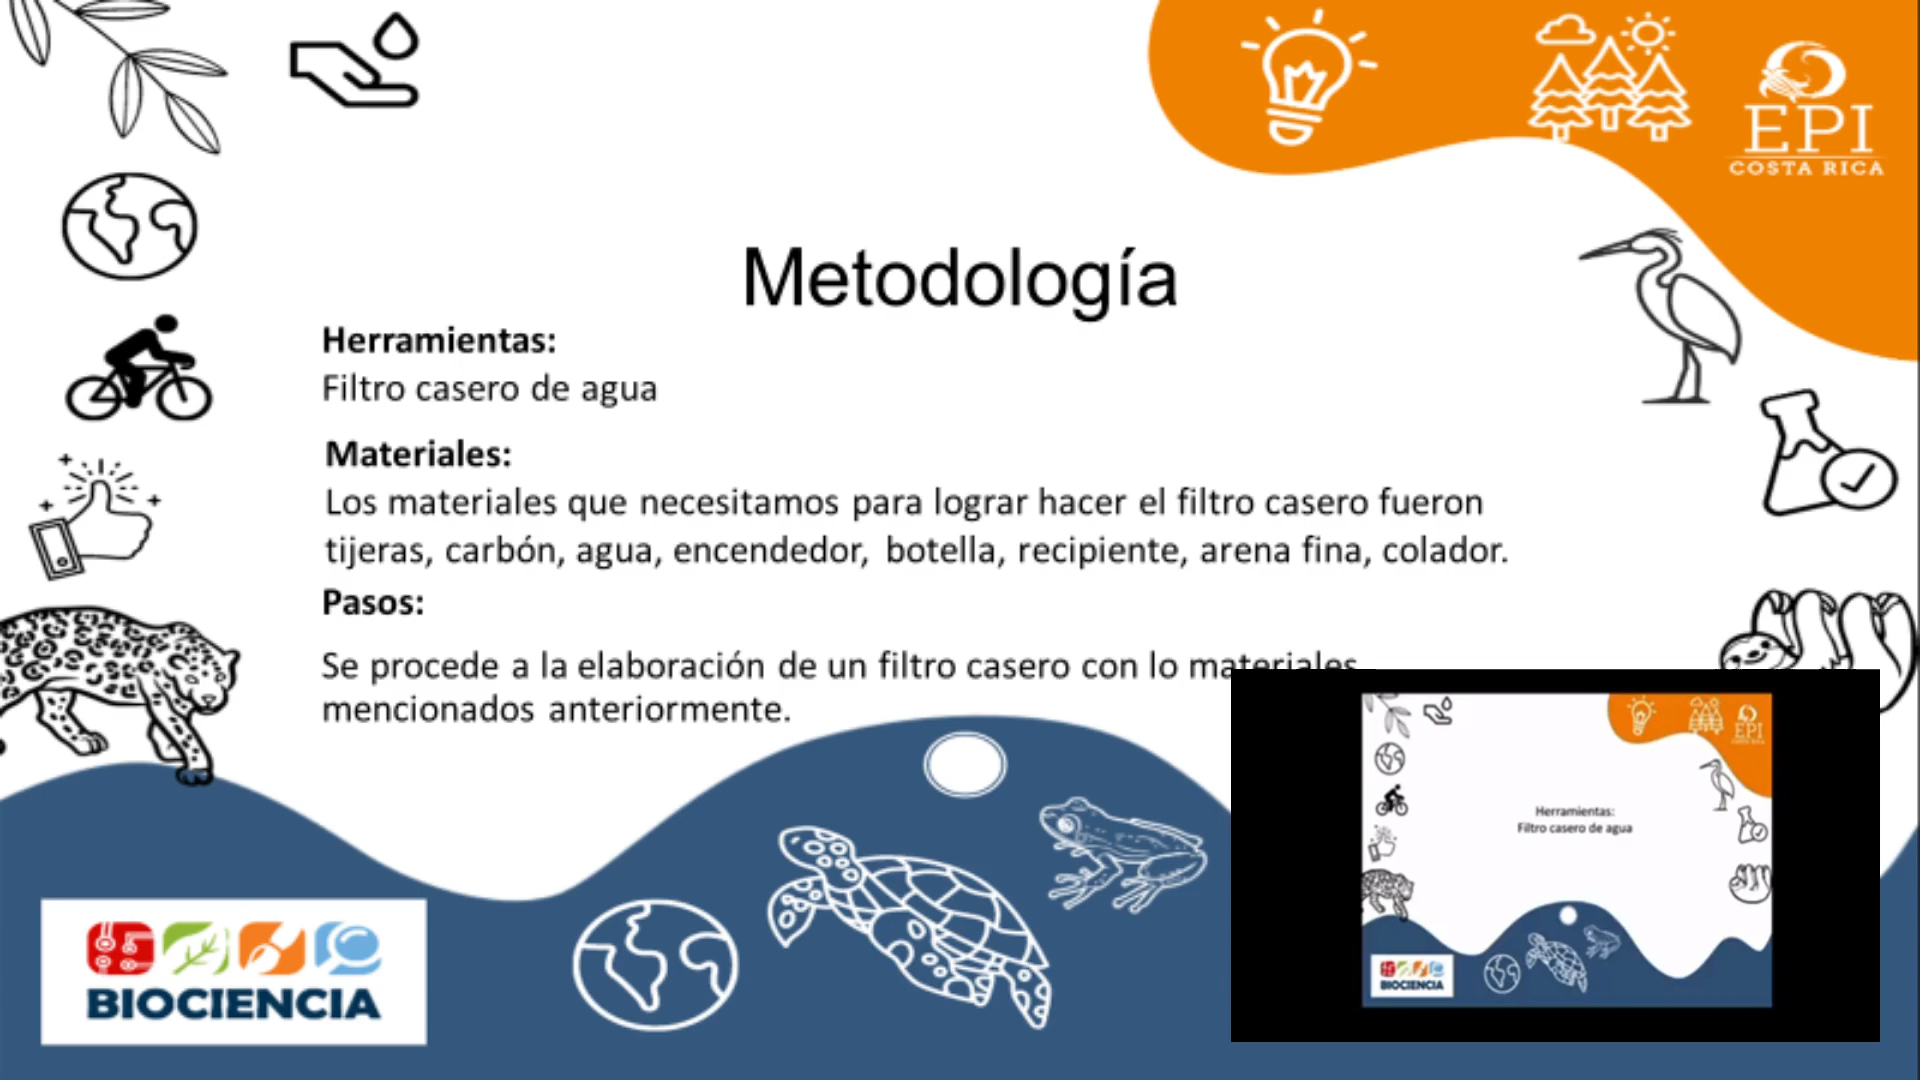 EPI
COSTA RICA
Metodología
Herramientas:
Filtro casero de agua
Materiales:
Los materiales que necesitamos para lograr hacer el filtro casero fueron
tijeras, carbón, agua, encendedor, botella, recipiente, arena fina, colador.
Pasos:
Se procede a la elaboración de un filtro casero con lo materiales
mencionados anteriormente.
BIOCIENCIA
EPI
Herramientas:
Filtro casero de agua
BIOCIENCIA